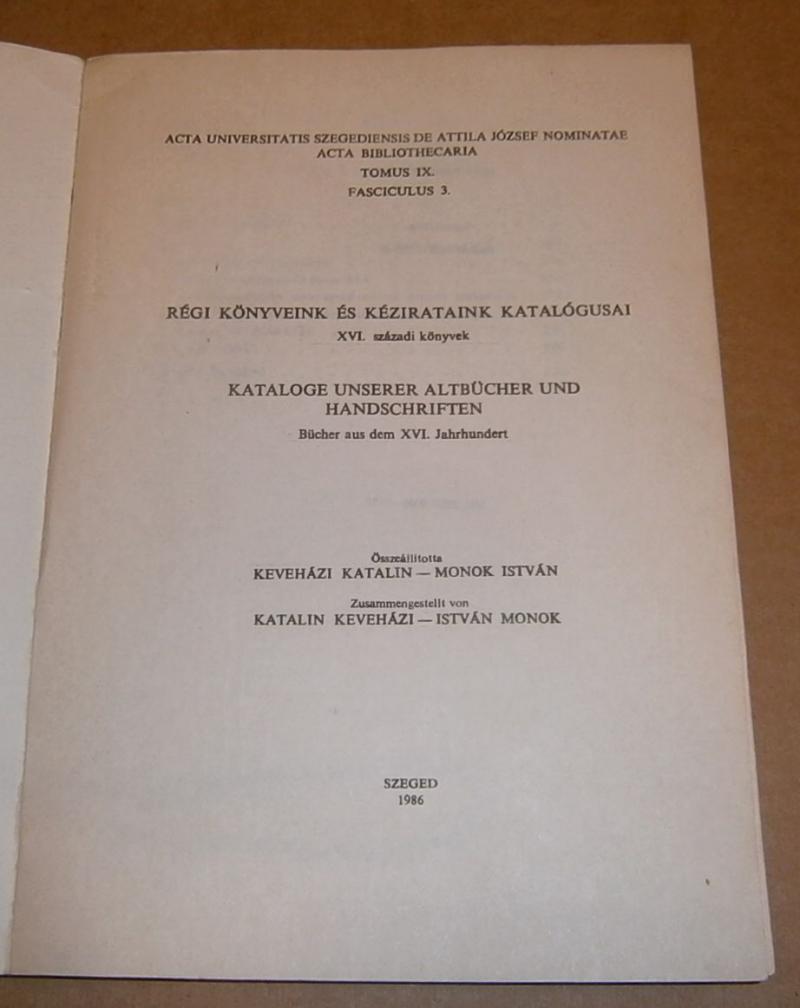 ACTA UNIVERSITATIS SZEGEDIENSIS DE ATTILA JÓZSEF NOMINATAE
ACTA BIBLIOTHECARIA
TOMUS IX.
FASCICULUS 3.
RÉGI KÖNYVEINK ÉS KÉZIRATAINK KATALÓGUSAI
XVI. századi könyvek
KATALOGE UNSERER ALTBÜCHER UND
HANDSCHRIFTEN
Bücher aus dem XVI. Jahrhundert
Összeállította
KEVEHÁZI KATALIN — MONOK ISTVÁN
Zusammengestellt von
KATALIN KEVEHÁZI — ISTVÁN MONOK
SZEGED
1986